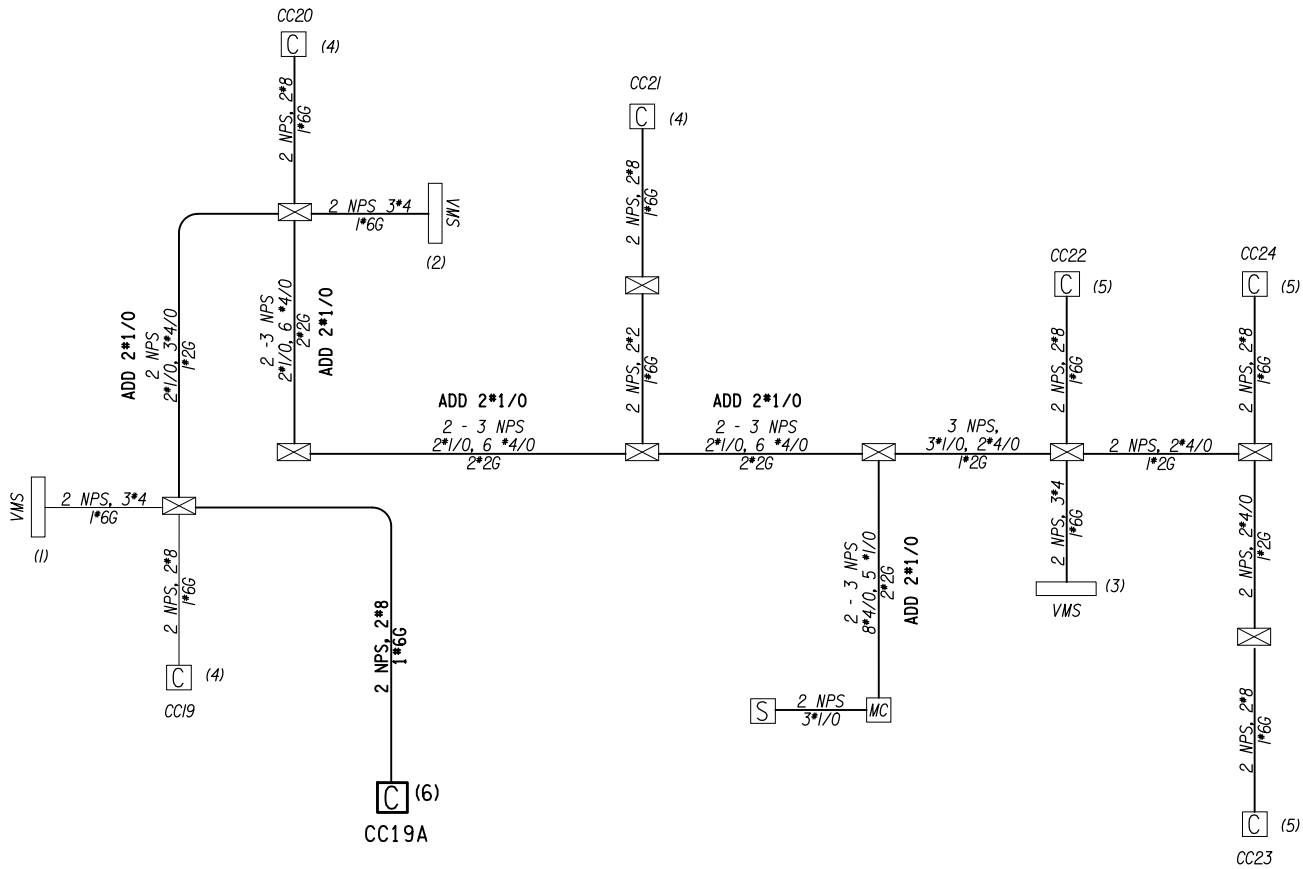 CC20
C (4)
2 NPS, 2#8
1#6G
CC21
C (4)
2 NPS, 2#8
1#6G
2 NPS 3#4
1#6G
VMS
(2)
ADD 2#1/0
2 NPS
2#1/0, 3#4/0
1#2G
2 -3 NPS
2#1/0, 6 #4/0
2#2G
ADD 2#1/0
2 NPS, 2#2
1#6G
CC22
C (5)
2 NPS, 2#8
1#6G
CC24
C (5)
2 NPS, 2#8
1#6G
ADD 2#1/0
2 - 3 NPS
2#1/0, 6 #4/0
2#2G
ADD 2#1/0
2 - 3 NPS
2#1/0, 6 #4/0
2#2G
3 NPS,
3#1/0, 2#4/0
1#2G
2 NPS, 2#4/0
1#2G
VMS
(1)
2 NPS, 3#4
1#6G
2 NPS, 2#8
1#6G
C (4)
CC19
2 NPS, 2#8
1#6G
C (6)
CC19A
2 - 3 NPS
8#4/0, 5 #1/0
2#2G
ADD 2#1/0
S
2 NPS
3#1/0
MC
2 NPS, 3#4
1#6G
(3)
VMS
2 NPS, 2#4/0
1#2G
2 NPS, 2#8
1#6G
C (5)
CC23